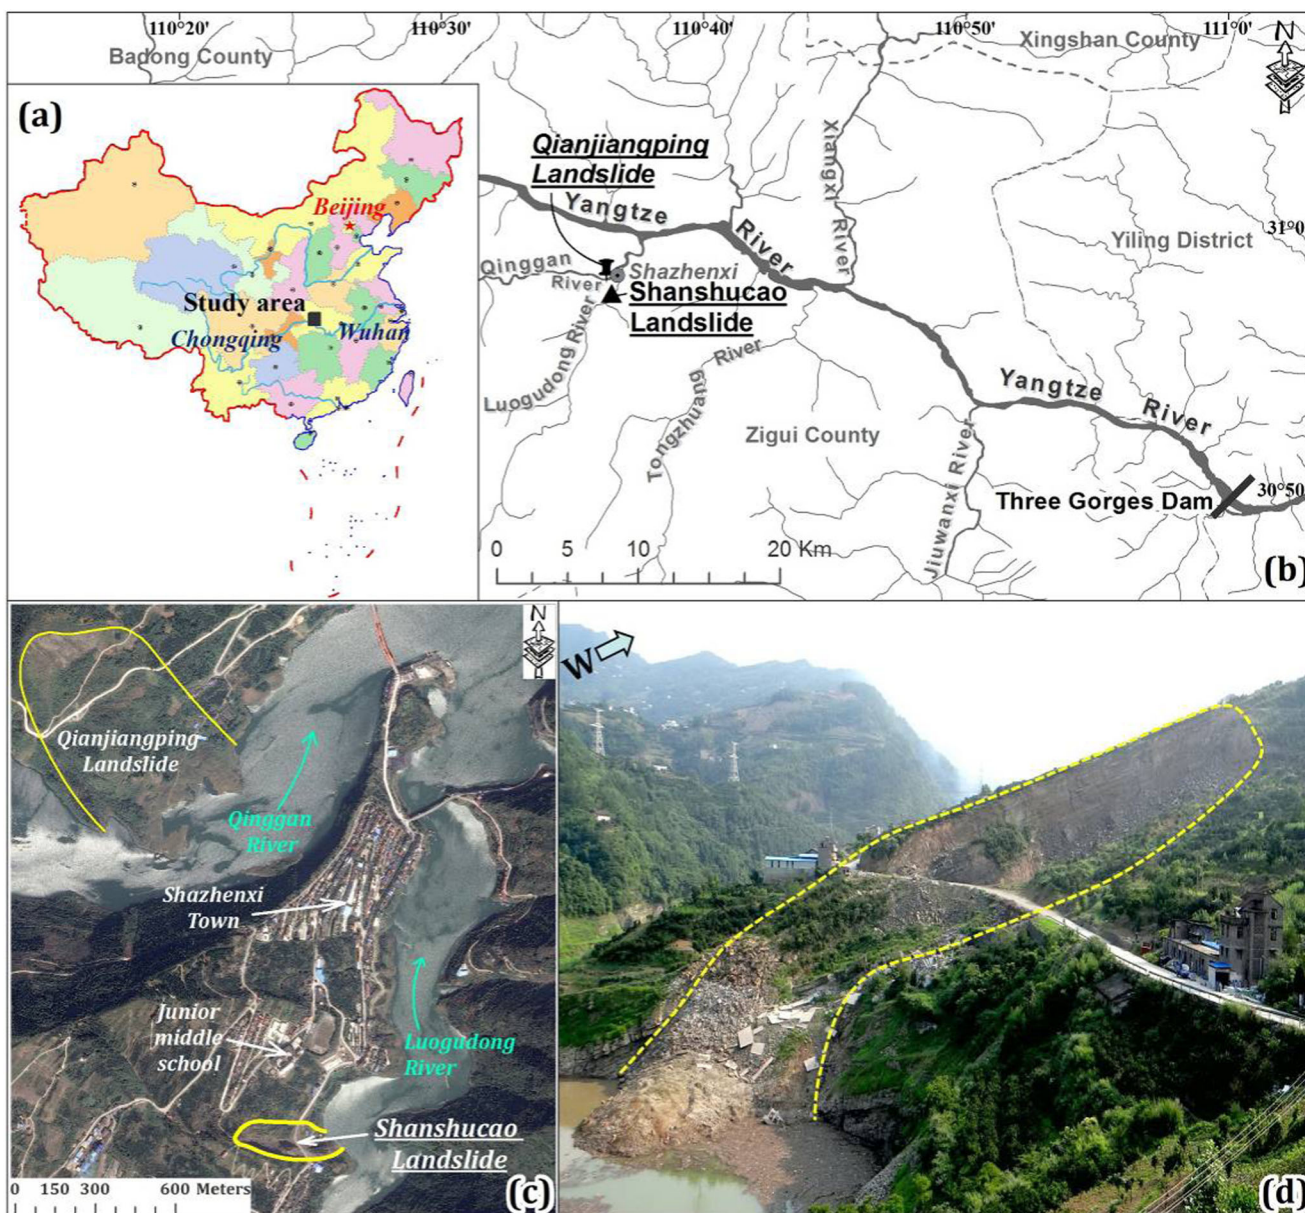 110°20'
110°30'
110°40'
110°50'
111°0'
Badong County
Xingshan County
N
(a)
Beijing
Study area
Chongqing
Wuhan
Qianjiangping
Landslide
Yangtze
River
Xiangxi River
31°0
Yiling District
Qinggan
River
Shazhenxi
Shanshucao
Landslide
Luogudong River
Tongzhuang
River
Zigui County
Yangtze
River
Jiuwanxi River
Three Gorges Dam
30°50
0 5 10 20 Km
(b)
N
Qianjiangping
Landslide
Qinggan
River
Shazhenxi
Town
Junior
middle
school
Luogudong
River
Shanshucao
Landslide
0 150 300 600 Meters
(c)
W
(d)